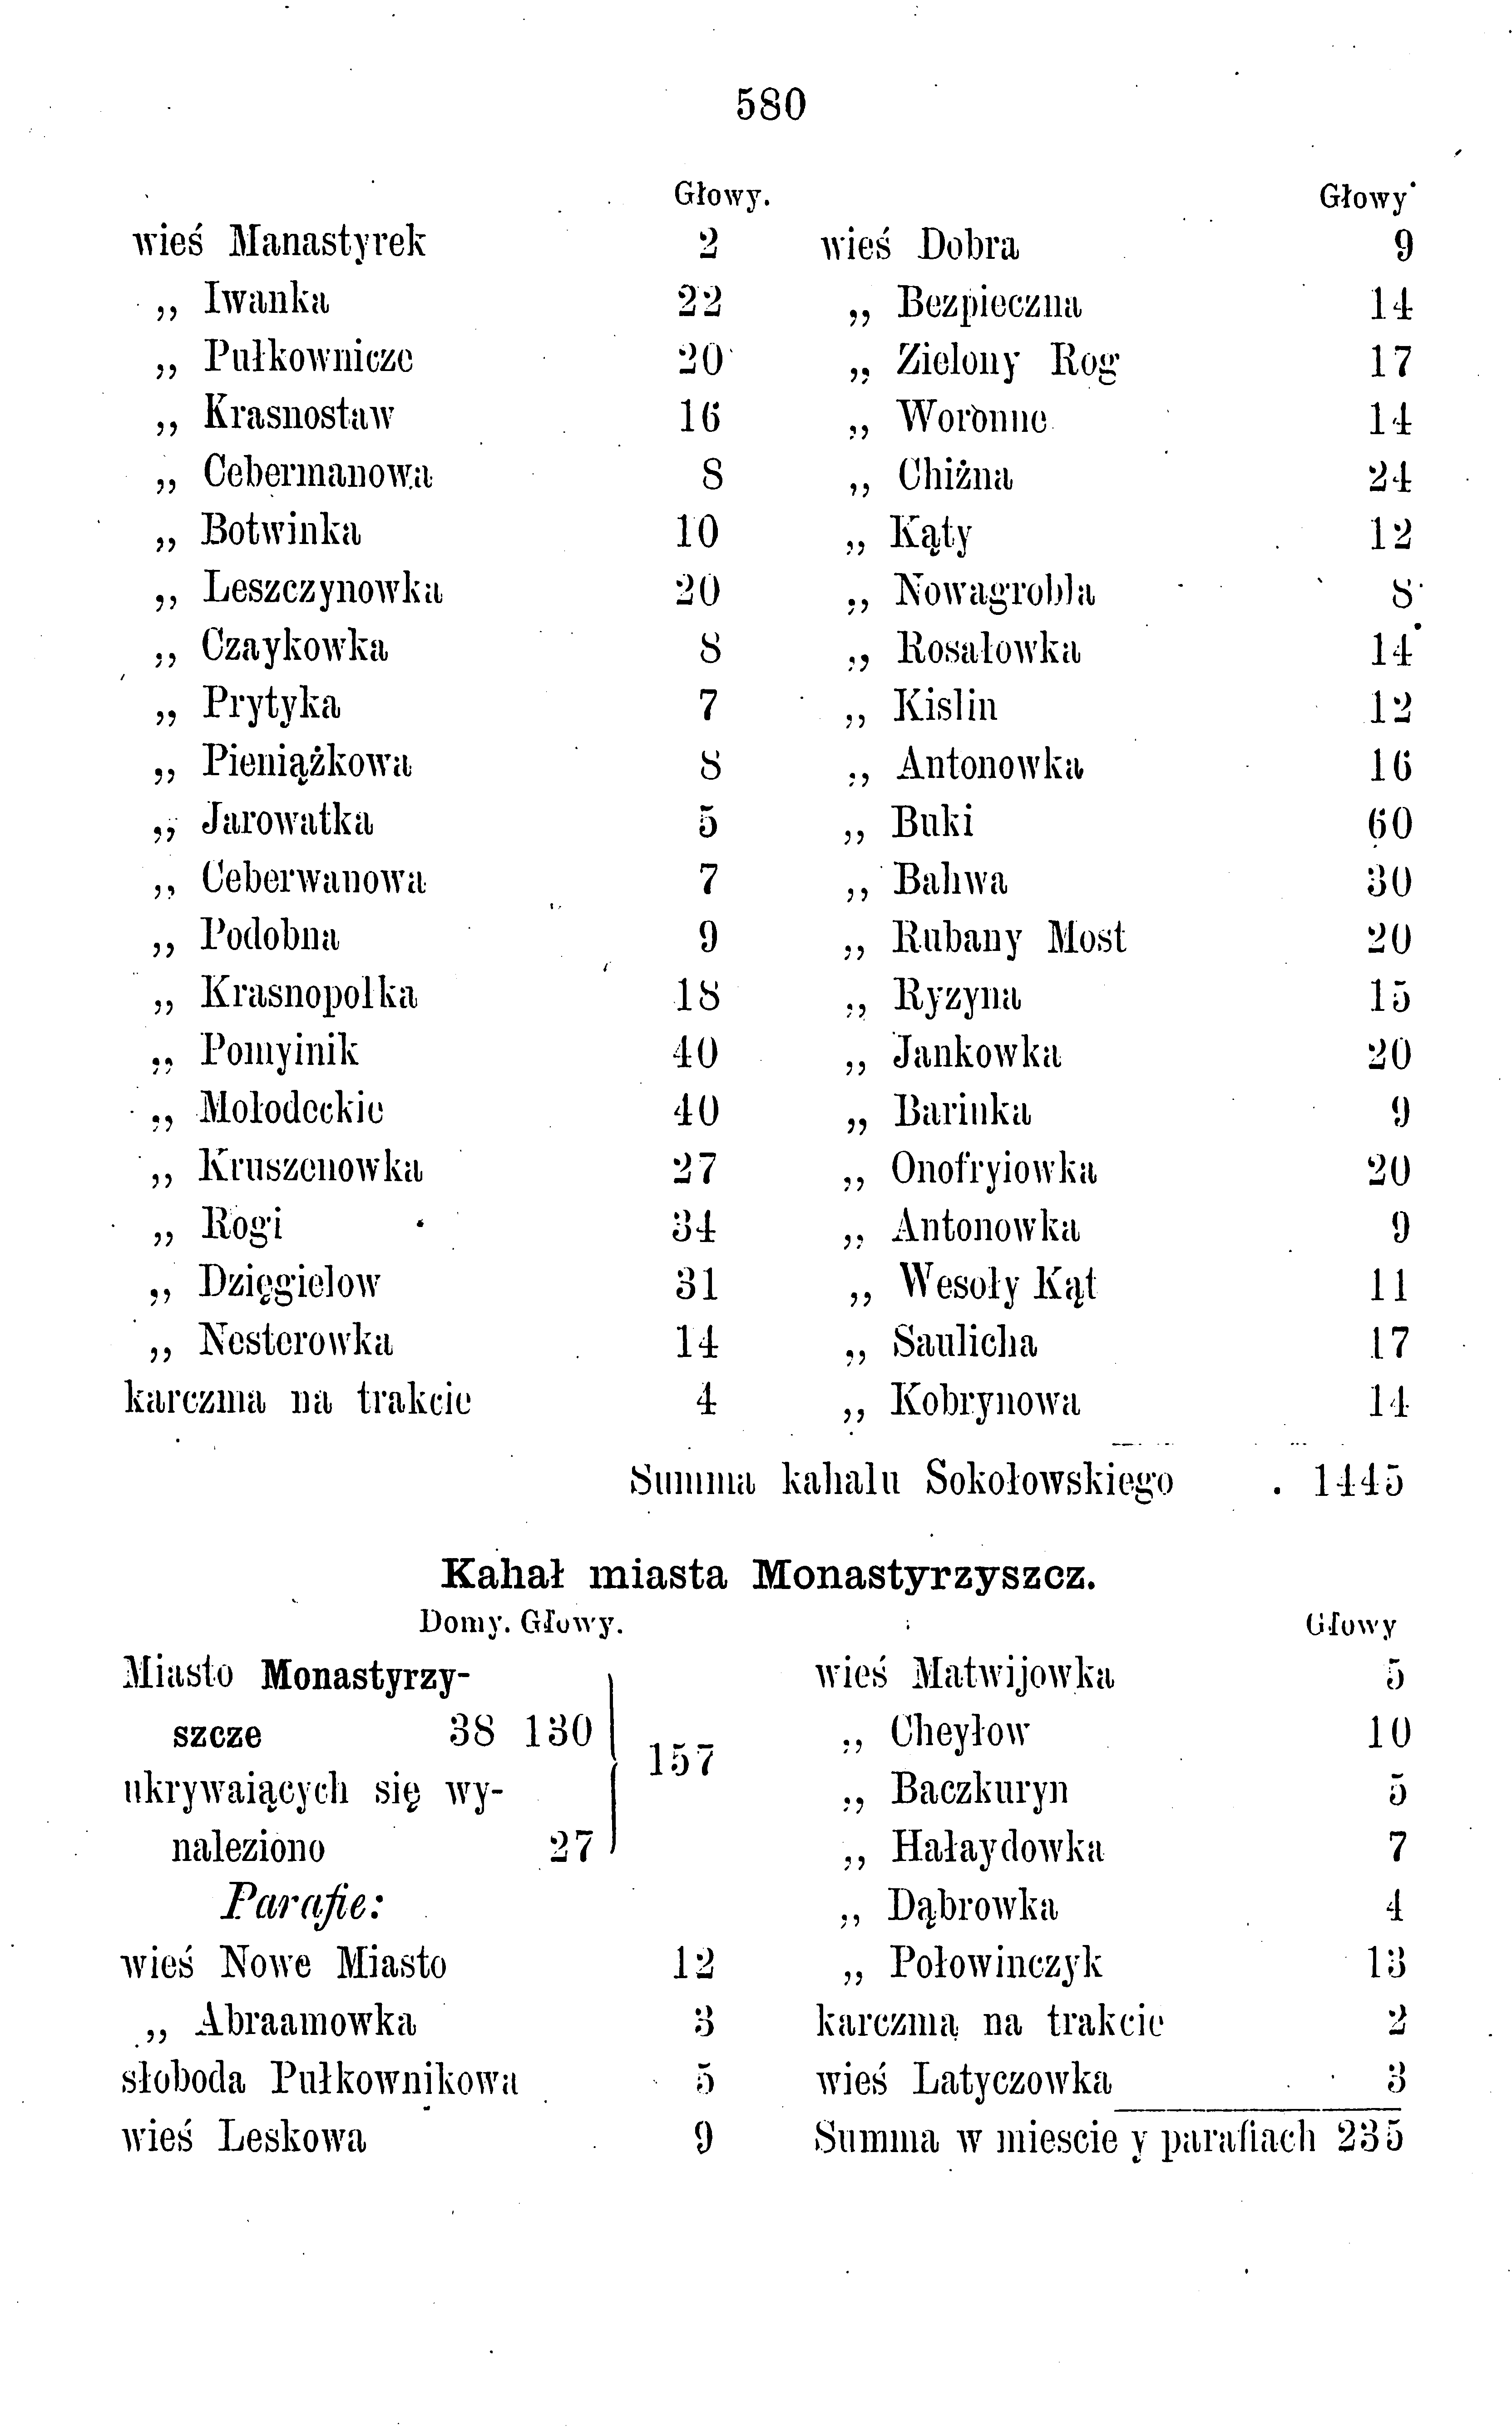 580
Głowy.
wieś Manastyrek 2
„ Iwanka 22
„ Pułkownicze 20
„ Krasnostaw 16
„ Cebermanowa 8
„ Botwinka 10
„ Leszczynowka 20
„ Czaykowka 8
„ Prytyka 7
„ Pieniążkowa 8
„ Jarowatka 5
„ Ceberwanowa 7
„ Podobna 9
„ Krasnopolka 18
„ Pomyinik 40
„ Mołodeckie 40
„ Kruszenowka 27
„ Rogi 34
„ Dzięgielow 31
„ Nesterowka 14
karczma na trakcie 4
Głowy
wieś Dobra 9
„ Bezpieczna 14
„ Zielony Rog 17
„ Woronne 14
„ Chiżna 24
„ Kąty 12
„ Nowagrobla 8
„ Rosałowka 14
„ Kislin 12
„ Antonowka 16
„ Buki 60
„ Bahwa 30
„ Rubany Most 20
„ Ryzyna 15
„ Jankowka 20
„ Barinka 9
„ Onofryiowka 20
„ Antonowka 9
„ Wesoły Kąt 11
„ Saulicha 17
„ Kobrynowa 14
Summa kahalu Sokołowskiego . 1445
Kahał miasta Monastyrzyszcz.
Domy. Głowy.
Miasto Monastyrzy-
szcze 38 130
157
ukrywaiących się wy-
naleziono 27
Parafie:
wieś Nowe Miasto 12
„ Abraamowka 3
słoboda Pułkownikowa 5
wieś Leskowa 9
Głowy
wieś Matwijowka 5
„ Cheyłow 10
„ Baczkuryn 5
„ Hałaydowka 7
„ Dąbrowka 4
„ Połowinczyk 13
karczma na trakcie 2
wieś Latyczowka 3
Summa w miescie y parafiach 235